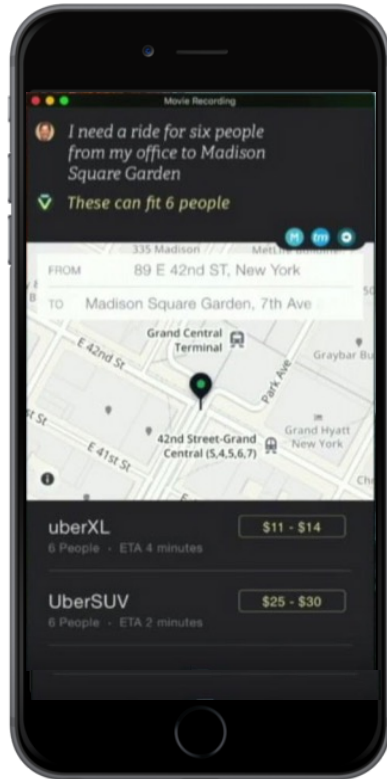 Movie Recording
I need a ride for six people
from my office to Madison
Square Garden
These can fit 6 people
M tm
335 Madison
FROM 89 E 42nd ST, New York
TO Madison Square Garden, 7th Ave
Grand Central
Terminal
Graybar Bu
E 42nd St
Park Ave
Grand Hyatt
New York
42nd Street-Grand
Central (S,4,5,6,7)
E 41st St
uberXL $11 - $14
6 People · ETA 4 minutes
UberSUV $25 - $30
6 People · ETA 2 minutes